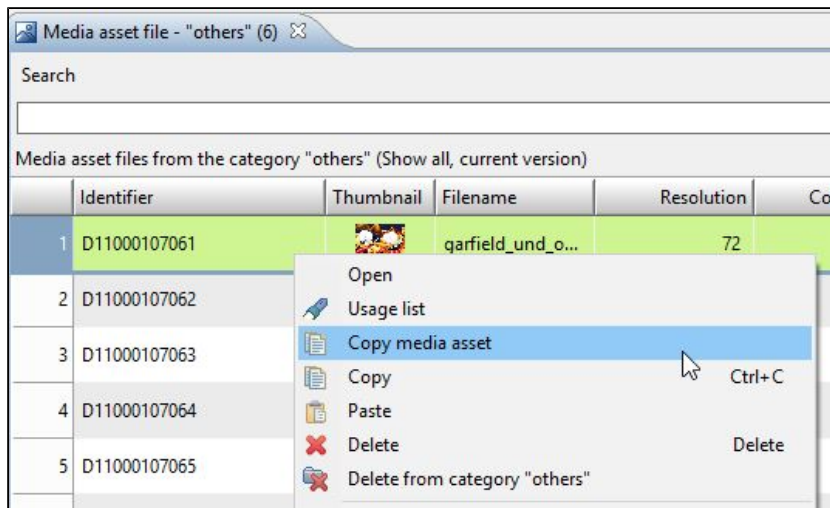 Media asset file - "others" (6)
Search
Media asset files from the category "others" (Show all, current version)
Identifier Thumbnail Filename Resolution Co
1 D11000107061 garfield_und_o... 72
Open
2 D11000107062
Usage list
Copy media asset
3 D11000107063
Copy Ctrl+C
4 D11000107064
Paste
Delete Delete
5 D11000107065
Delete from category "others"